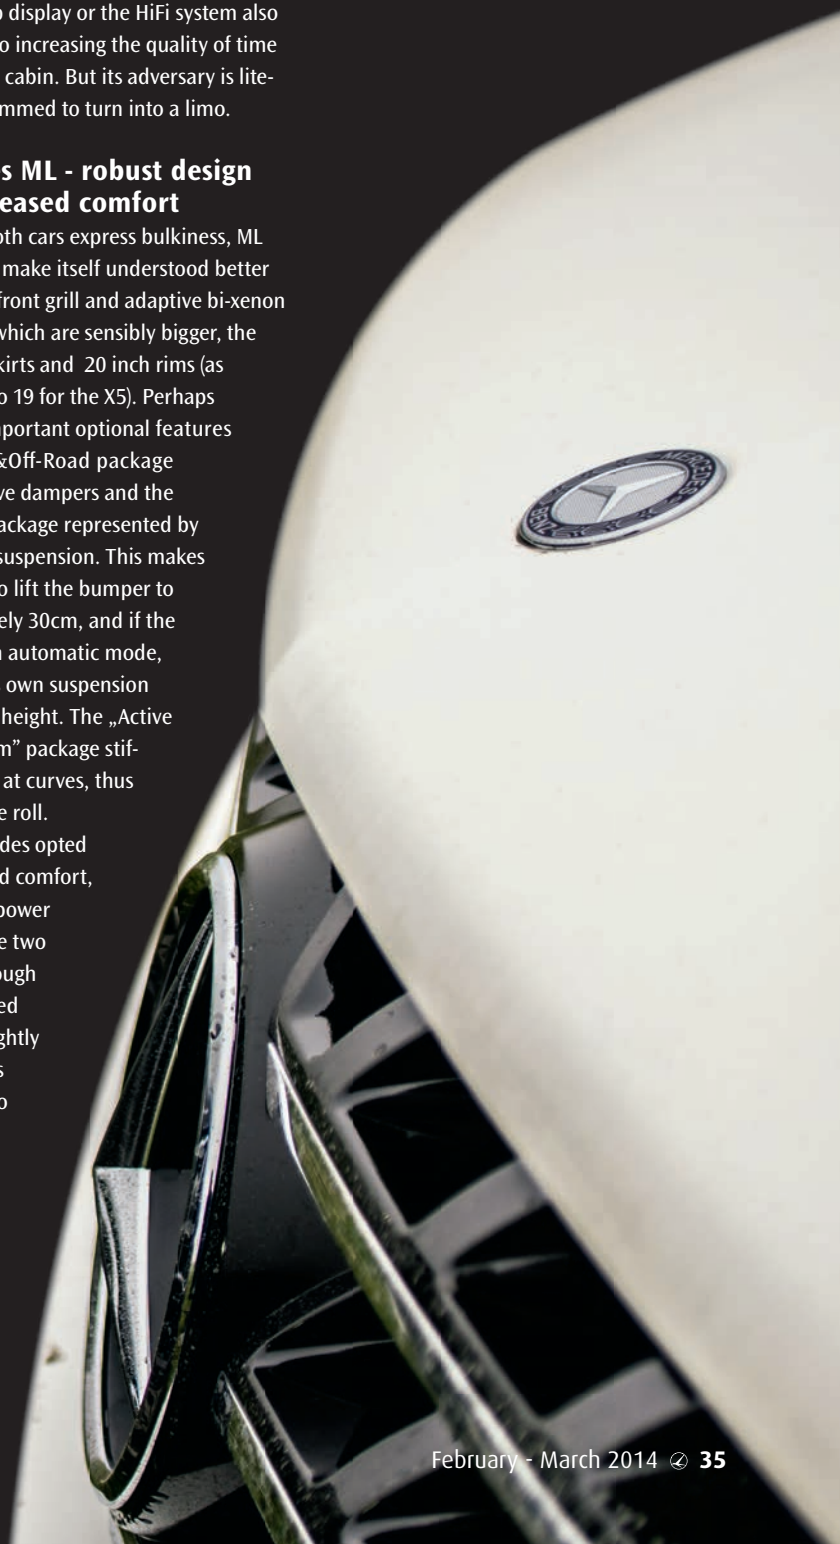 display or the HiFi system also
increasing the quality of time
cabin. But its adversary is lite-
mmed to turn into a limo.
s ML - robust design
eased comfort
oth cars express bulkiness, ML
make itself understood better
front grill and adaptive bi-xenon
which are sensibly bigger, the
kirts and 20 inch rims (as
o 19 for the X5). Perhaps
portant optional features
&Off-Road package
ve dampers and the
ackage represented by
suspension. This makes
o lift the bumper to
ely 30cm, and if the
automatic mode,
own suspension
height. The „Active
m” package stif-
at curves, thus
e roll.
des opted
d comfort,
power
e two
ough
ed
ghtly
s
o
MERCEDES
BENZ
February - March 2014 35